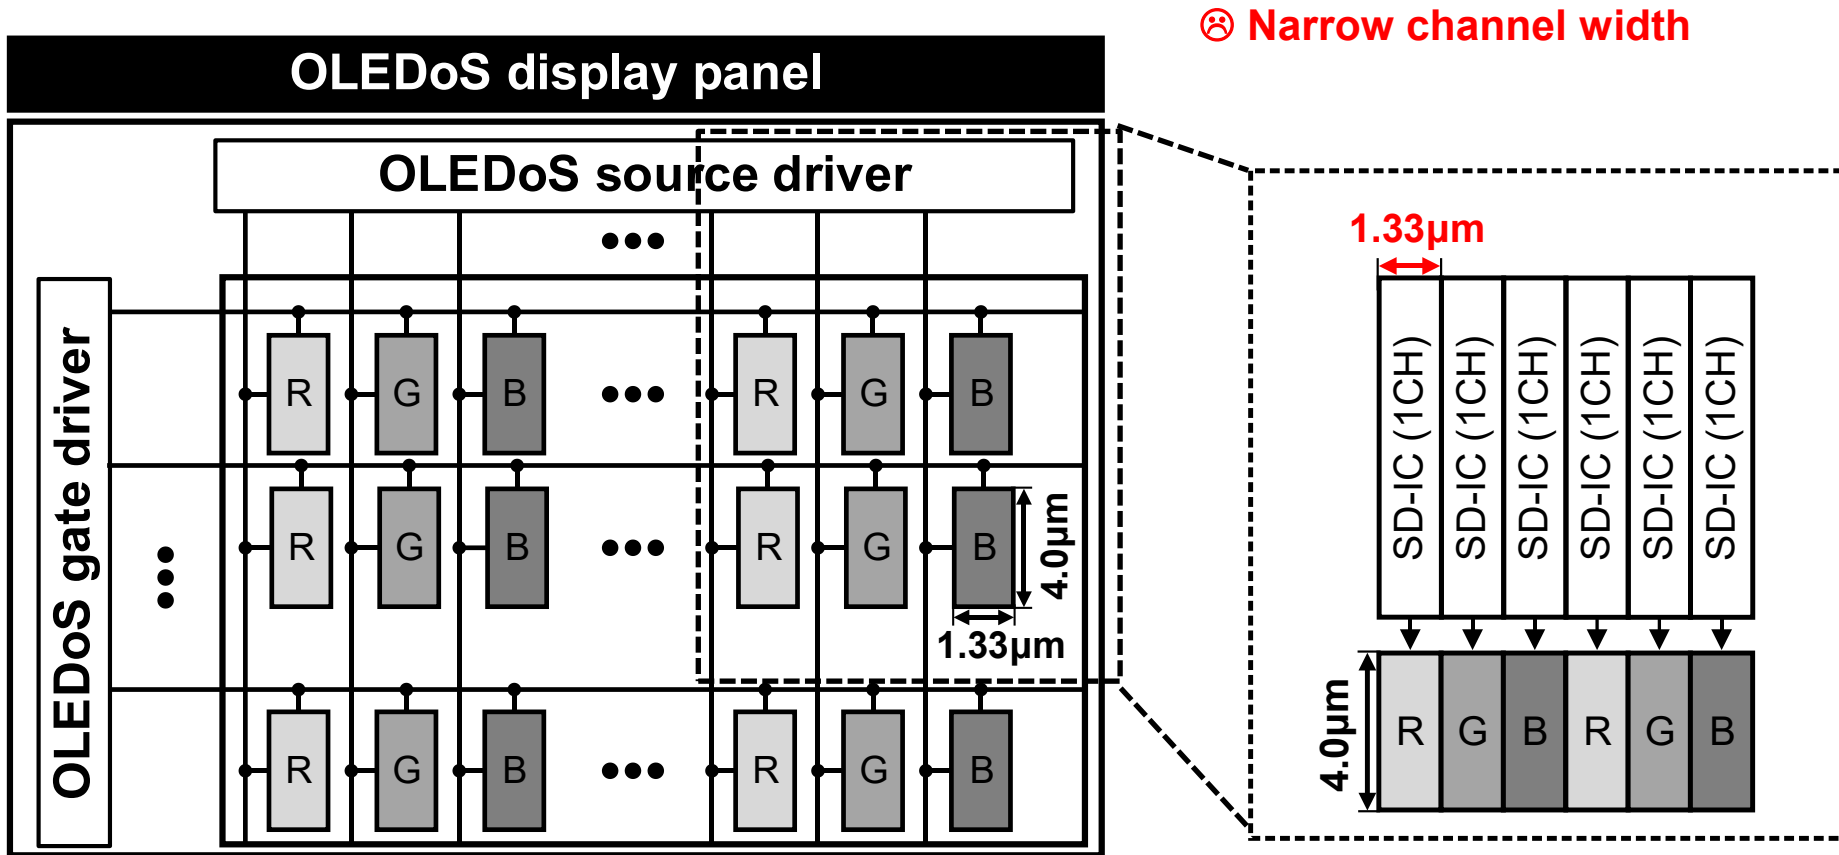 ☹ Narrow channel width
OLEDoS display panel
OLEDoS source driver
OLEDoS gate driver
R G B R G B
R G B R G B
4.0µm
1.33µm
R G B R G B
1.33µm
SD-IC (1CH)
SD-IC (1CH)
SD-IC (1CH)
SD-IC (1CH)
SD-IC (1CH)
SD-IC (1CH)
4.0µm
R G B R G B